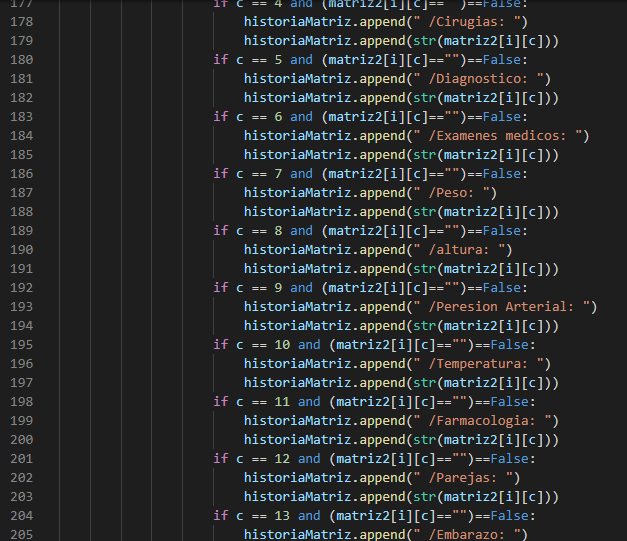 177 if c == 4 and (matriz2[i][c]=="")==False:
178 historiaMatriz.append(" /Cirugias: ")
179 historiaMatriz.append(str(matriz2[i][c]))
180 if c == 5 and (matriz2[i][c]=="")==False:
181 historiaMatriz.append(" /Diagnostico: ")
182 historiaMatriz.append(str(matriz2[i][c]))
183 if c == 6 and (matriz2[i][c]=="")==False:
184 historiaMatriz.append(" /Examenes medicos: ")
185 historiaMatriz.append(str(matriz2[i][c]))
186 if c == 7 and (matriz2[i][c]=="")==False:
187 historiaMatriz.append(" /Peso: ")
188 historiaMatriz.append(str(matriz2[i][c]))
189 if c == 8 and (matriz2[i][c]=="")==False:
190 historiaMatriz.append(" /altura: ")
191 historiaMatriz.append(str(matriz2[i][c]))
192 if c == 9 and (matriz2[i][c]=="")==False:
193 historiaMatriz.append(" /Peresion Arterial: ")
194 historiaMatriz.append(str(matriz2[i][c]))
195 if c == 10 and (matriz2[i][c]=="")==False:
196 historiaMatriz.append(" /Temperatura: ")
197 historiaMatriz.append(str(matriz2[i][c]))
198 if c == 11 and (matriz2[i][c]=="")==False:
199 historiaMatriz.append(" /Farmacologia: ")
200 historiaMatriz.append(str(matriz2[i][c]))
201 if c == 12 and (matriz2[i][c]=="")==False:
202 historiaMatriz.append(" /Parejas: ")
203 historiaMatriz.append(str(matriz2[i][c]))
204 if c == 13 and (matriz2[i][c]=="")==False:
205 historiaMatriz.append(" /Embarazo: ")